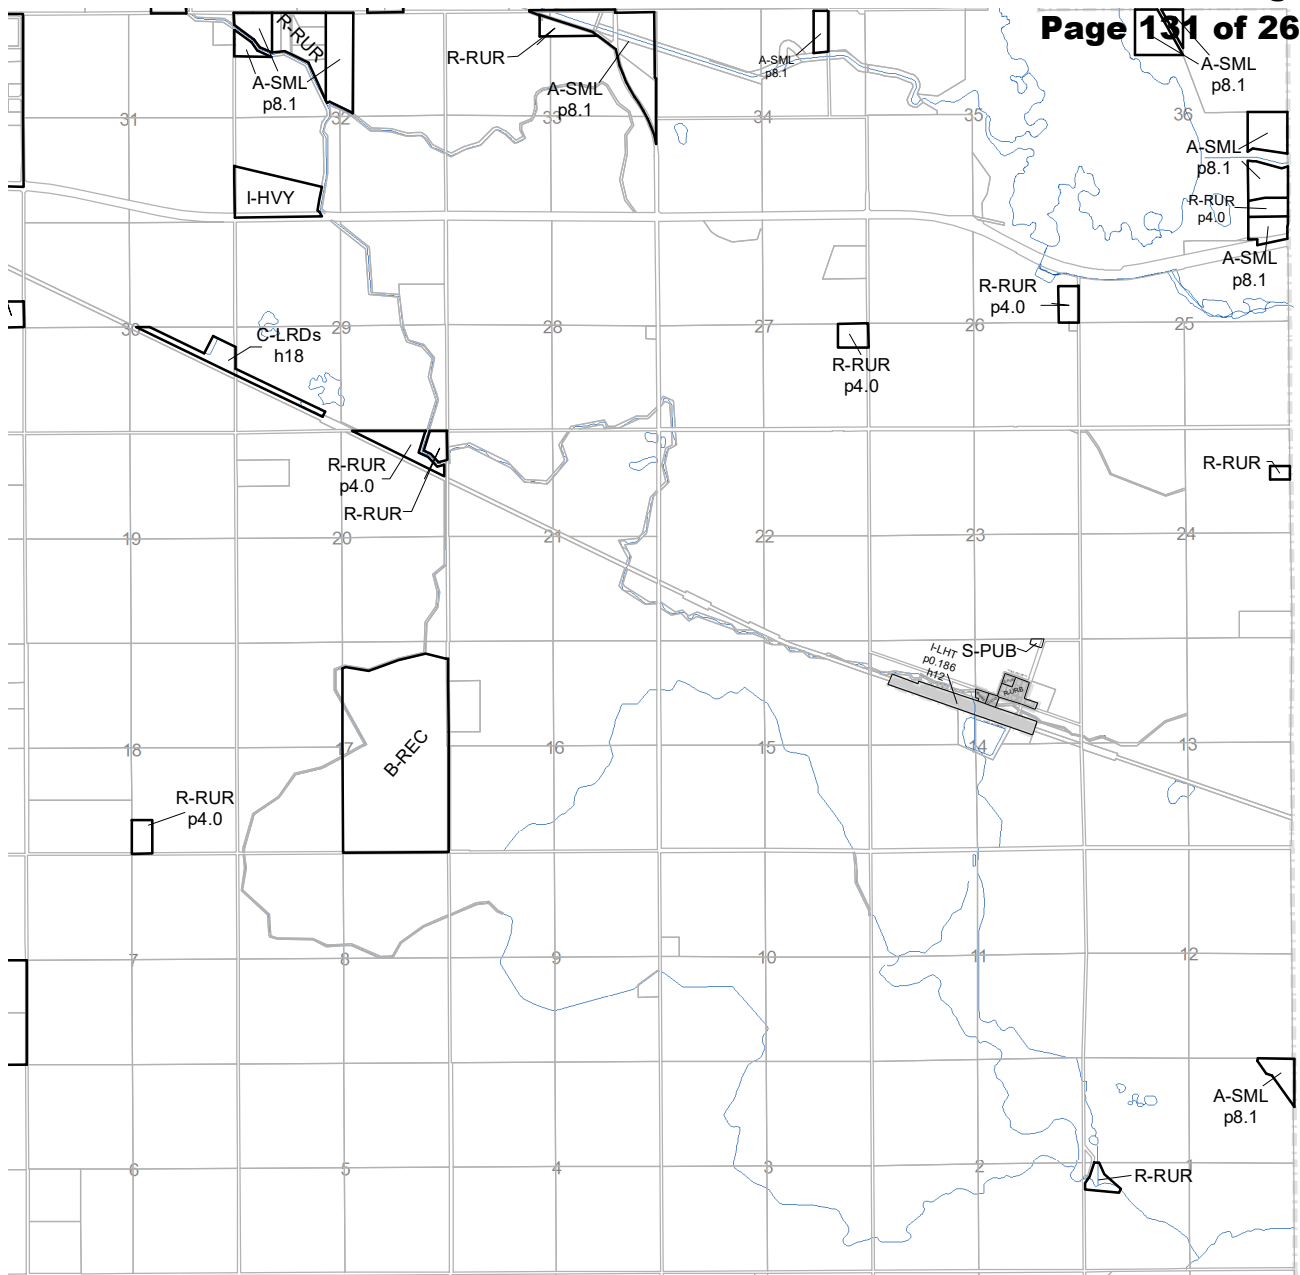 Page 131 of 26
R-RUR
A-SML
p8.1
R-RUR
A-SML
p8.1
A-SML
p8.1
A-SML
p8.1
31
32
33
34
35
36
A-SML
p8.1
R-RUR
p4.0
A-SML
p8.1
I-HVY
R-RUR
p4.0
30
29
28
27
26
25
C-LRDs
h18
R-RUR
p4.0
R-RUR
p4.0
R-RUR
R-RUR
19
20
21
22
23
24
I-LHT
p0.186
h12
S-PUB
R-URB
18
17
16
15
14
13
B-REC
R-RUR
p4.0
7
8
9
10
11
12
A-SML
p8.1
6
5
4
3
2
1
R-RUR